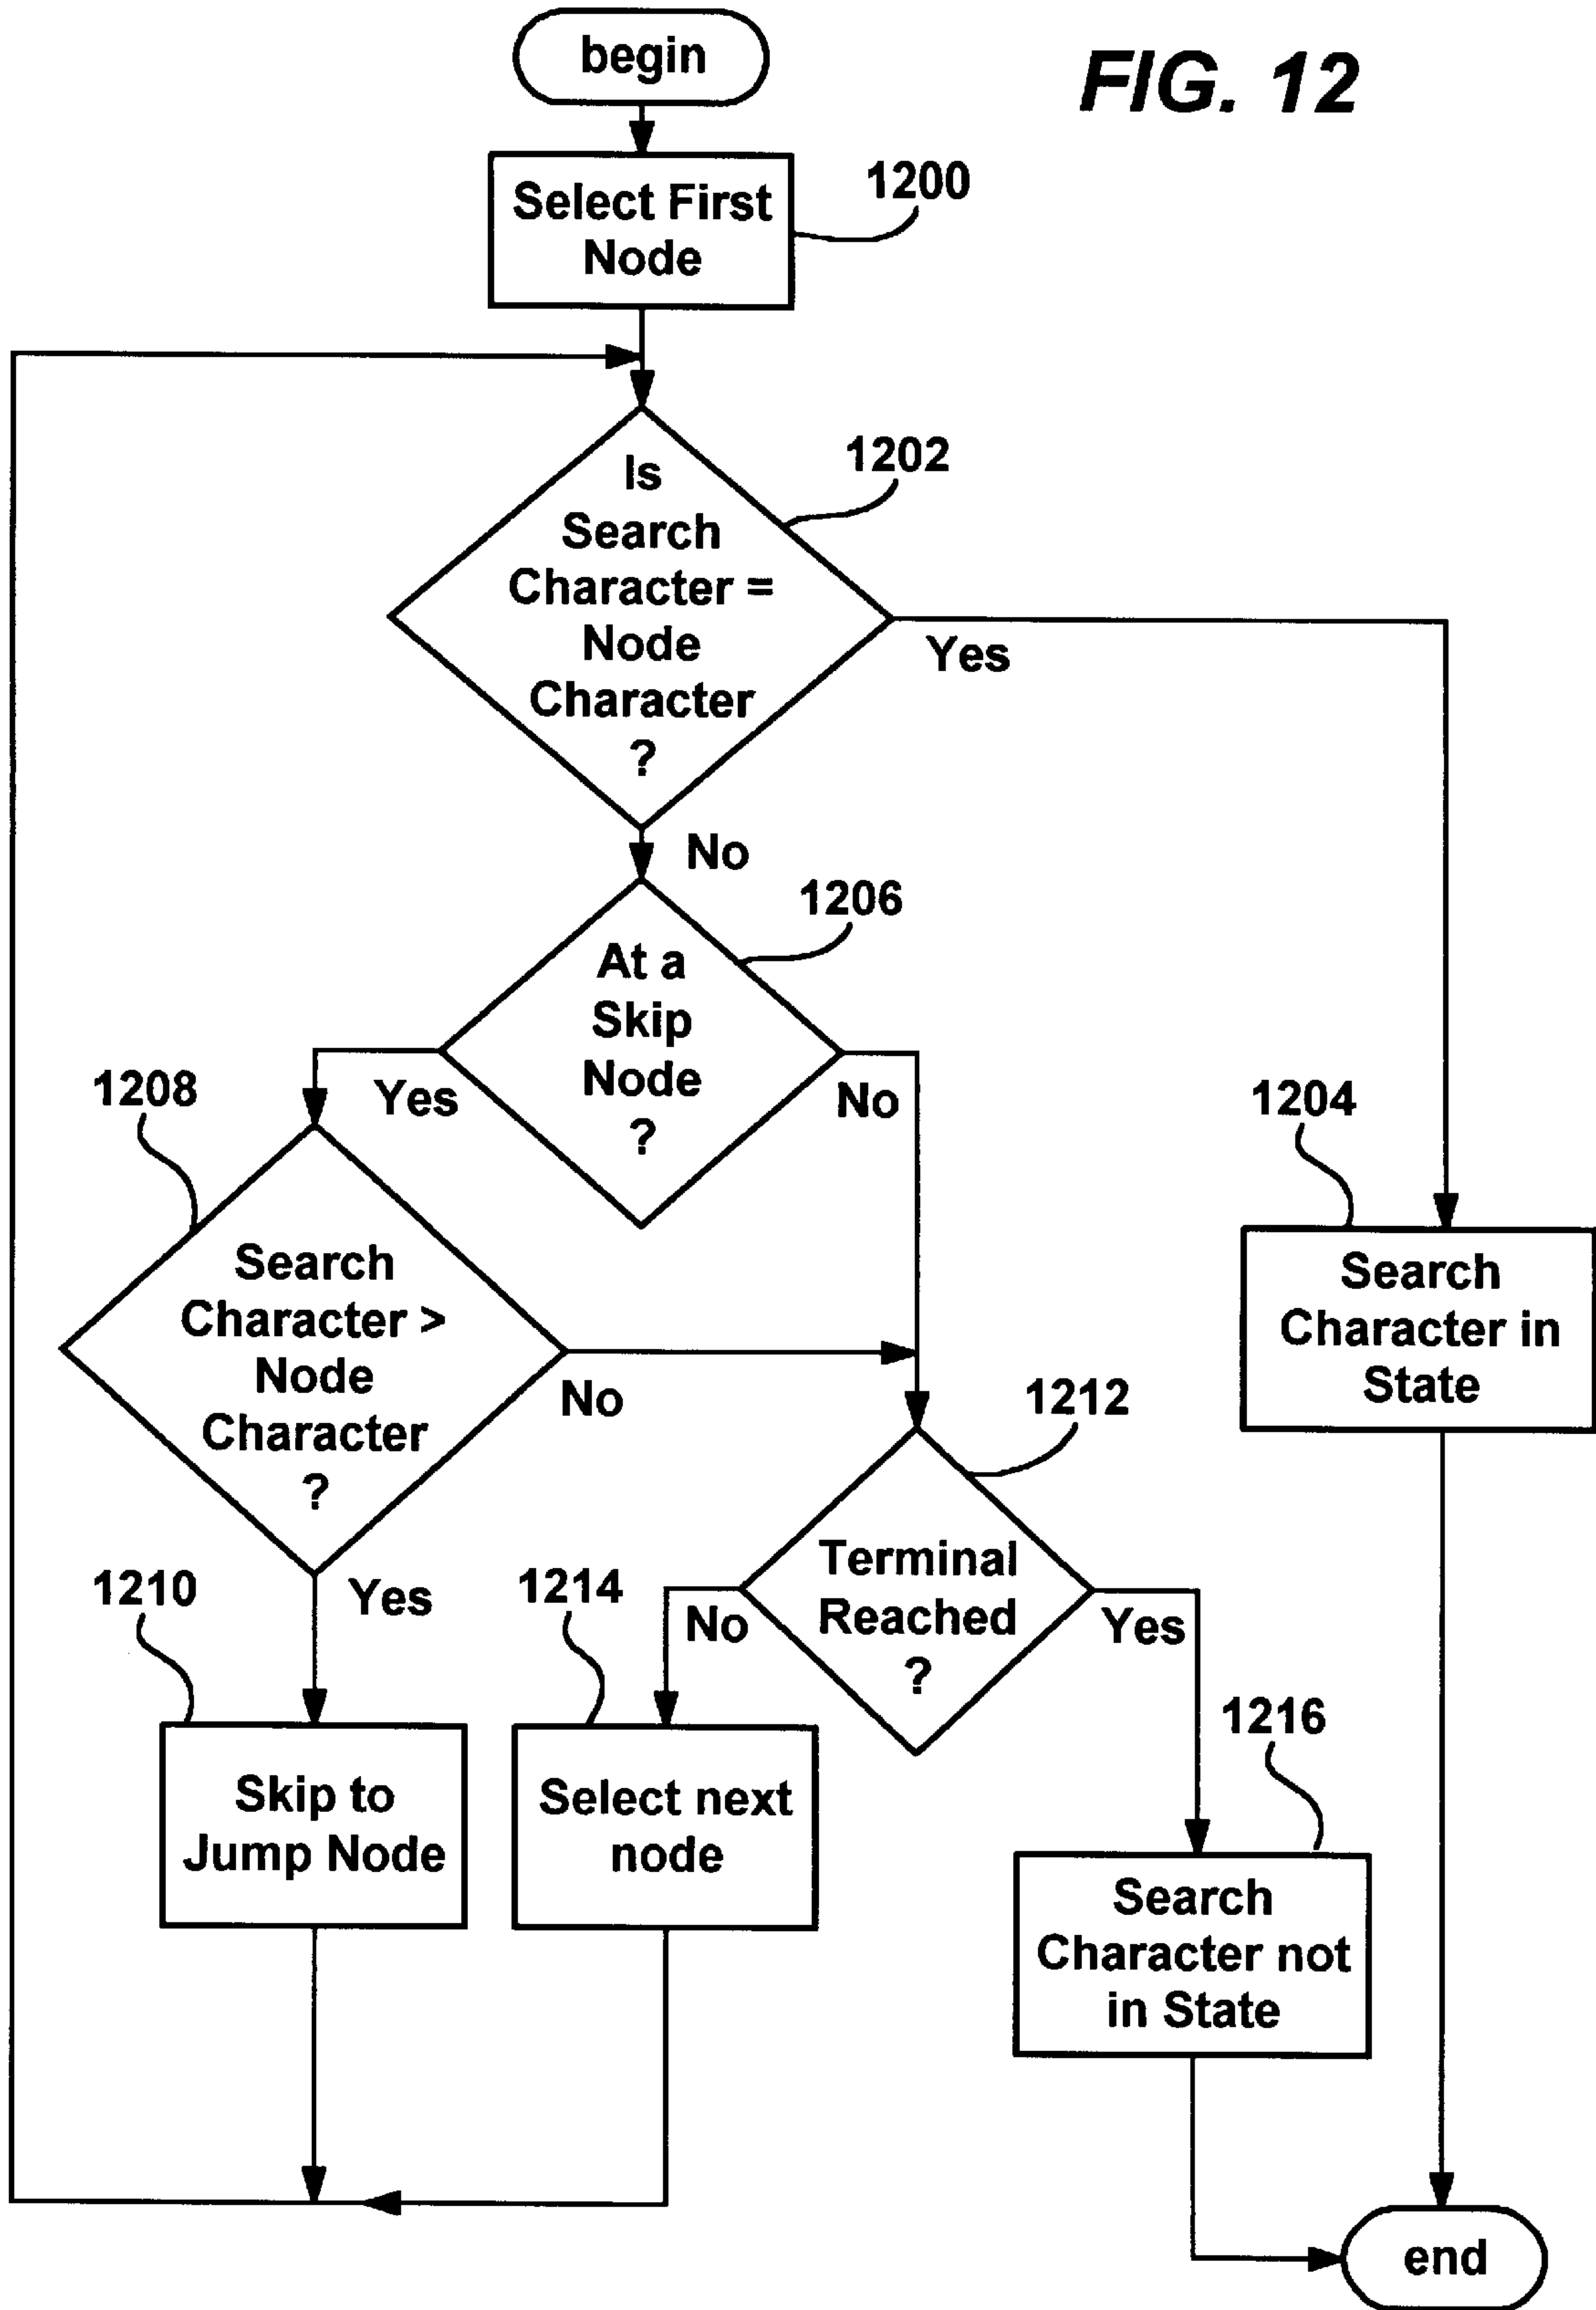 begin
FIG. 12
1200
Select First
Node
1202
Is
Search
Character =
Node
Character
?
Yes
No
1206
At a
Skip
Node
?
Yes
No
1208
Search
Character >
Node
Character
?
No
Yes
1204
Search
Character in
State
1212
Terminal
Reached
?
No
Yes
1210
Skip to
Jump Node
1214
Select next
node
1216
Search
Character not
in State
end